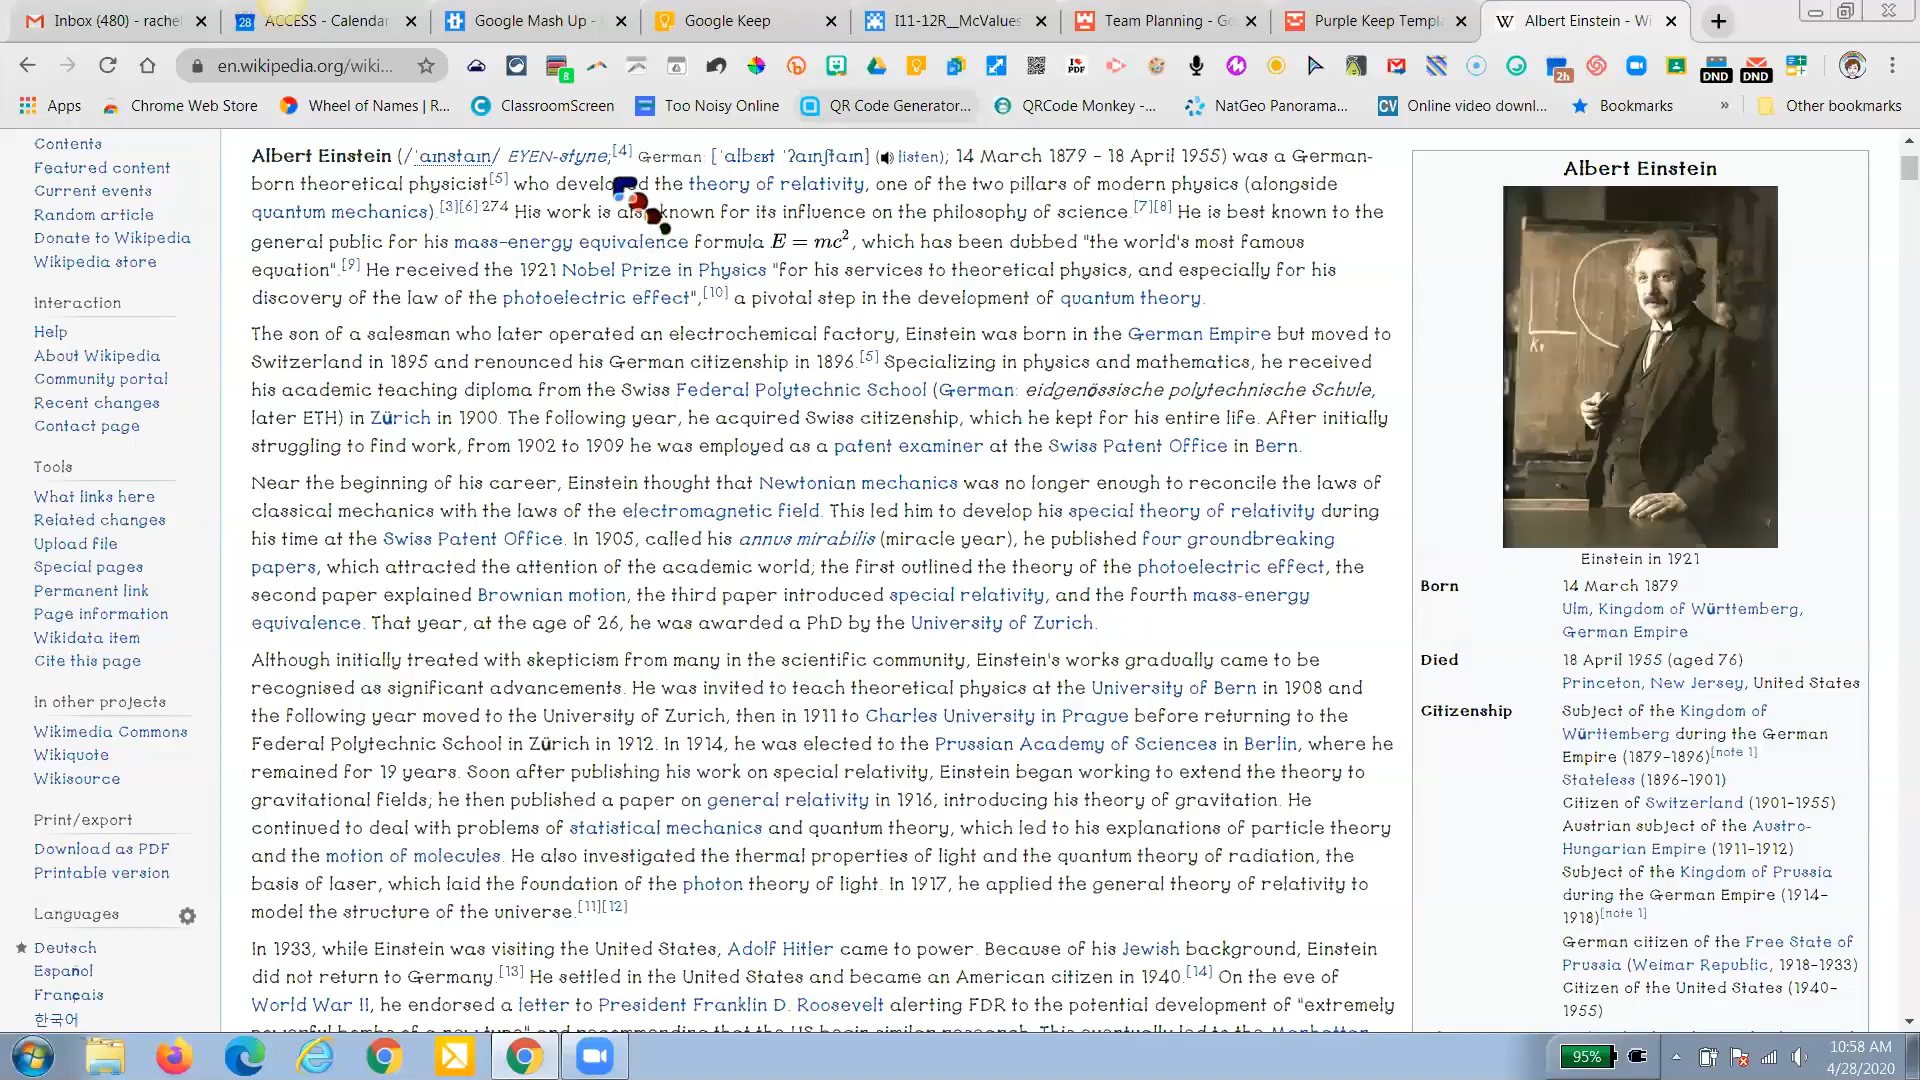 Inbox (480) - rachel
28 ACCESS - Calendar
Google Mash Up -
Google Keep
I11-12R__McValues
Team Planning - Go
Purple Keep Templa
W Albert Einstein - Wi
en.wikipedia.org/wiki...
8
I PDF
2h
DND
DND
Apps
Chrome Web Store
Wheel of Names | R...
ClassroomScreen
Too Noisy Online
QR Code Generator...
QRCode Monkey -...
NatGeo Panorama...
CV Online video downl...
Bookmarks
»
Other bookmarks
Contents
Featured content
Current events
Random article
Donate to Wikipedia
Wikipedia store
Interaction
Help
About Wikipedia
Community portal
Recent changes
Contact page
Tools
What links here
Related changes
Upload file
Special pages
Permanent link
Page information
Wikidata item
Cite this page
In other projects
Wikimedia Commons
Wikiquote
Wikisource
Print/export
Download as PDF
Printable version
Languages
Deutsch
Español
Français
한국어
Albert Einstein (/ˈaɪnstaɪn/ EYEN-styne;[4] German: [ˈalbɛʁt ˈʔaɪnʃtaɪn] (listen); 14 March 1879 – 18 April 1955) was a German-
born theoretical physicist[5] who the theory of relativity, one of the two pillars of modern physics (alongside
quantum mechanics).[3][6]:274 His work is known for its influence on the philosophy of science.[7][8] He is best known to the
general public for his mass–energy equivalence formula E = mc², which has been dubbed "the world's most famous
equation".[9] He received the 1921 Nobel Prize in Physics "for his services to theoretical physics, and especially for his
discovery of the law of the photoelectric effect",[10] a pivotal step in the development of quantum theory.
The son of a salesman who later operated an electrochemical factory, Einstein was born in the German Empire but moved to
Switzerland in 1895 and renounced his German citizenship in 1896.[5] Specializing in physics and mathematics, he received
his academic teaching diploma from the Swiss Federal Polytechnic School (German: eidgenössische polytechnische Schule,
later ETH) in Zürich in 1900. The following year, he acquired Swiss citizenship, which he kept for his entire life. After initially
struggling to find work, from 1902 to 1909 he was employed as a patent examiner at the Swiss Patent Office in Bern.
Near the beginning of his career, Einstein thought that Newtonian mechanics was no longer enough to reconcile the laws of
classical mechanics with the laws of the electromagnetic field. This led him to develop his special theory of relativity during
his time at the Swiss Patent Office. In 1905, called his annus mirabilis (miracle year), he published four groundbreaking
papers, which attracted the attention of the academic world; the first outlined the theory of the photoelectric effect, the
second paper explained Brownian motion, the third paper introduced special relativity, and the fourth mass-energy
equivalence. That year, at the age of 26, he was awarded a PhD by the University of Zurich.
Although initially treated with skepticism from many in the scientific community, Einstein's works gradually came to be
recognised as significant advancements. He was invited to teach theoretical physics at the University of Bern in 1908 and
the following year moved to the University of Zurich, then in 1911 to Charles University in Prague before returning to the
Federal Polytechnic School in Zürich in 1912. In 1914, he was elected to the Prussian Academy of Sciences in Berlin, where he
remained for 19 years. Soon after publishing his work on special relativity, Einstein began working to extend the theory to
gravitational fields; he then published a paper on general relativity in 1916, introducing his theory of gravitation. He
continued to deal with problems of statistical mechanics and quantum theory, which led to his explanations of particle theory
and the motion of molecules. He also investigated the thermal properties of light and the quantum theory of radiation, the
basis of laser, which laid the foundation of the photon theory of light. In 1917, he applied the general theory of relativity to
model the structure of the universe.[11][12]
In 1933, while Einstein was visiting the United States, Adolf Hitler came to power. Because of his Jewish background, Einstein
did not return to Germany.[13] He settled in the United States and became an American citizen in 1940.[14] On the eve of
World War II, he endorsed a letter to President Franklin D. Roosevelt alerting FDR to the potential development of "extremely
powerful bombs of a new type" and recommending that the US begin similar research. This eventually led to the Manhattan
Albert Einstein
Einstein in 1921
Born 14 March 1879
Ulm, Kingdom of Württemberg,
German Empire
Died 18 April 1955 (aged 76)
Princeton, New Jersey, United States
Citizenship Subject of the Kingdom of
Württemberg during the German
Empire (1879–1896)[note 1]
Stateless (1896–1901)
Citizen of Switzerland (1901–1955)
Austrian subject of the Austro-
Hungarian Empire (1911–1912)
Subject of the Kingdom of Prussia
during the German Empire (1914–
1918)[note 1]
German citizen of the Free State of
Prussia (Weimar Republic, 1918–1933)
Citizen of the United States (1940–
1955)
95%
10:58 AM
4/28/2020